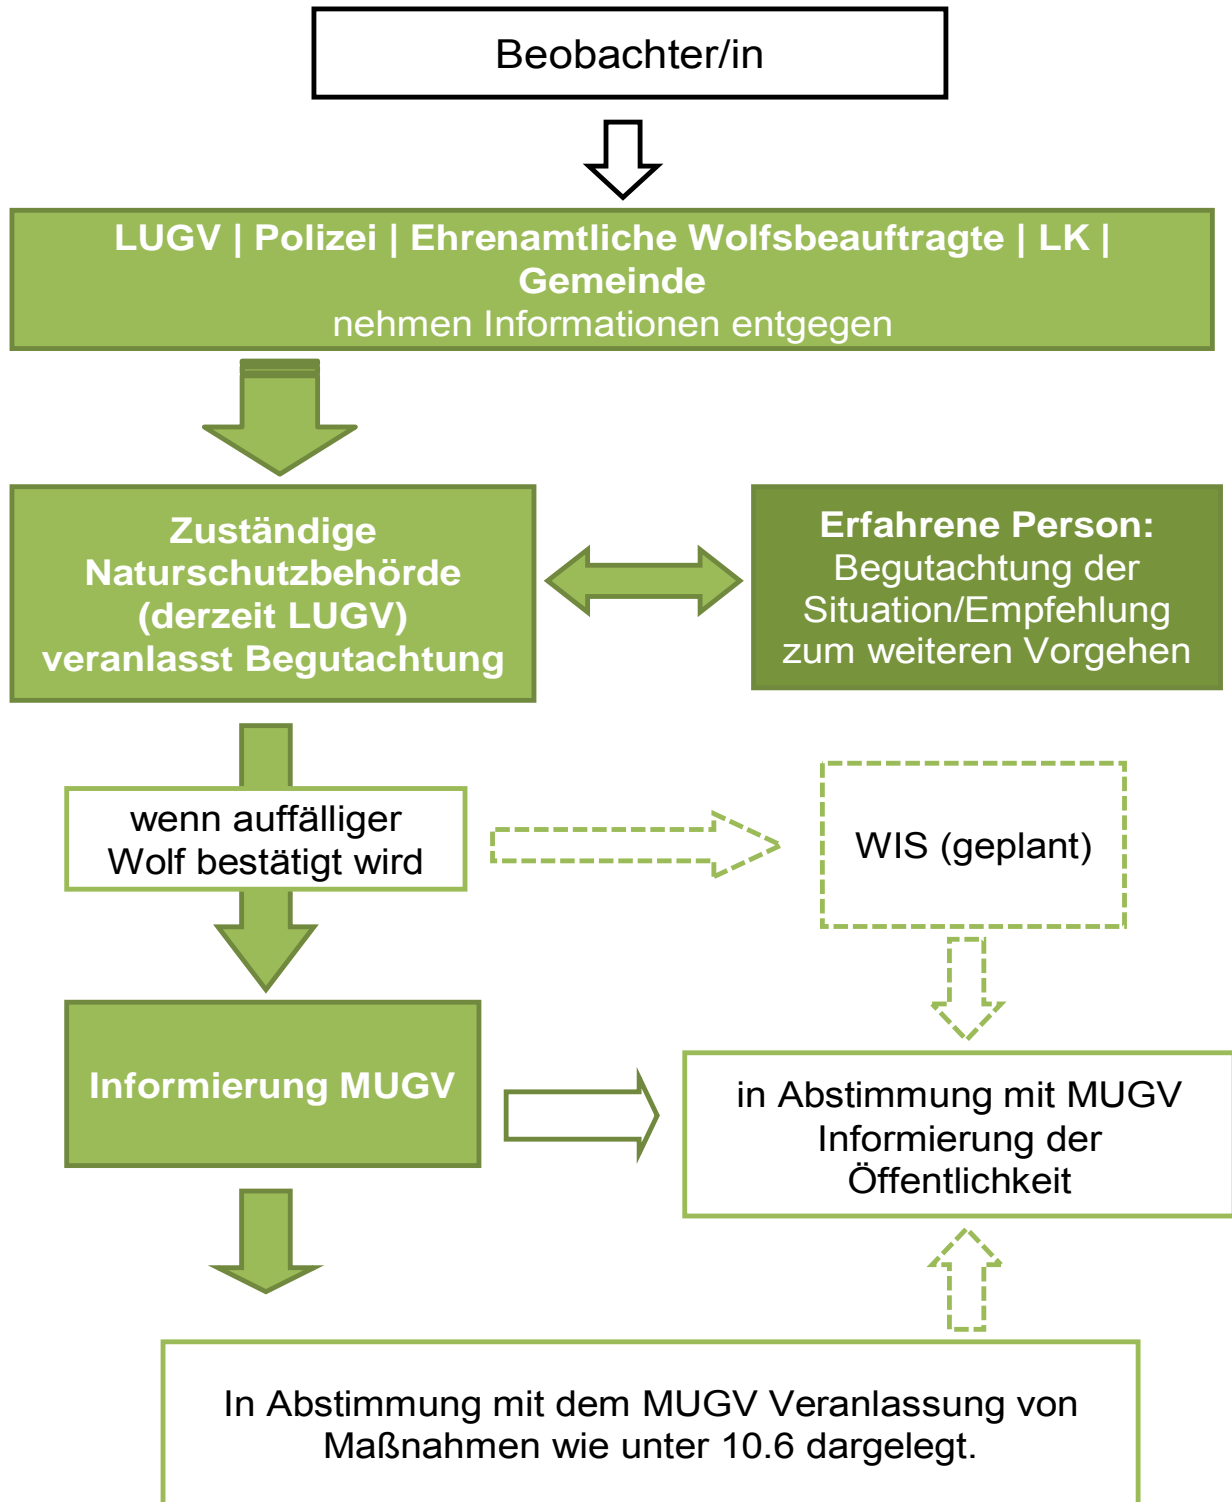 Beobachter/in
LUGV | Polizei | Ehrenamtliche Wolfsbeauftragte | LK |
Gemeinde
nehmen Informationen entgegen
Zuständige
Naturschutzbehörde
(derzeit LUGV)
veranlasst Begutachtung
Erfahrene Person:
Begutachtung der
Situation/Empfehlung
zum weiteren Vorgehen
wenn auffälliger
Wolf bestätigt wird
WIS (geplant)
Informierung MUGV
in Abstimmung mit MUGV
Informierung der
Öffentlichkeit
In Abstimmung mit dem MUGV Veranlassung von
Maßnahmen wie unter 10.6 dargelegt.